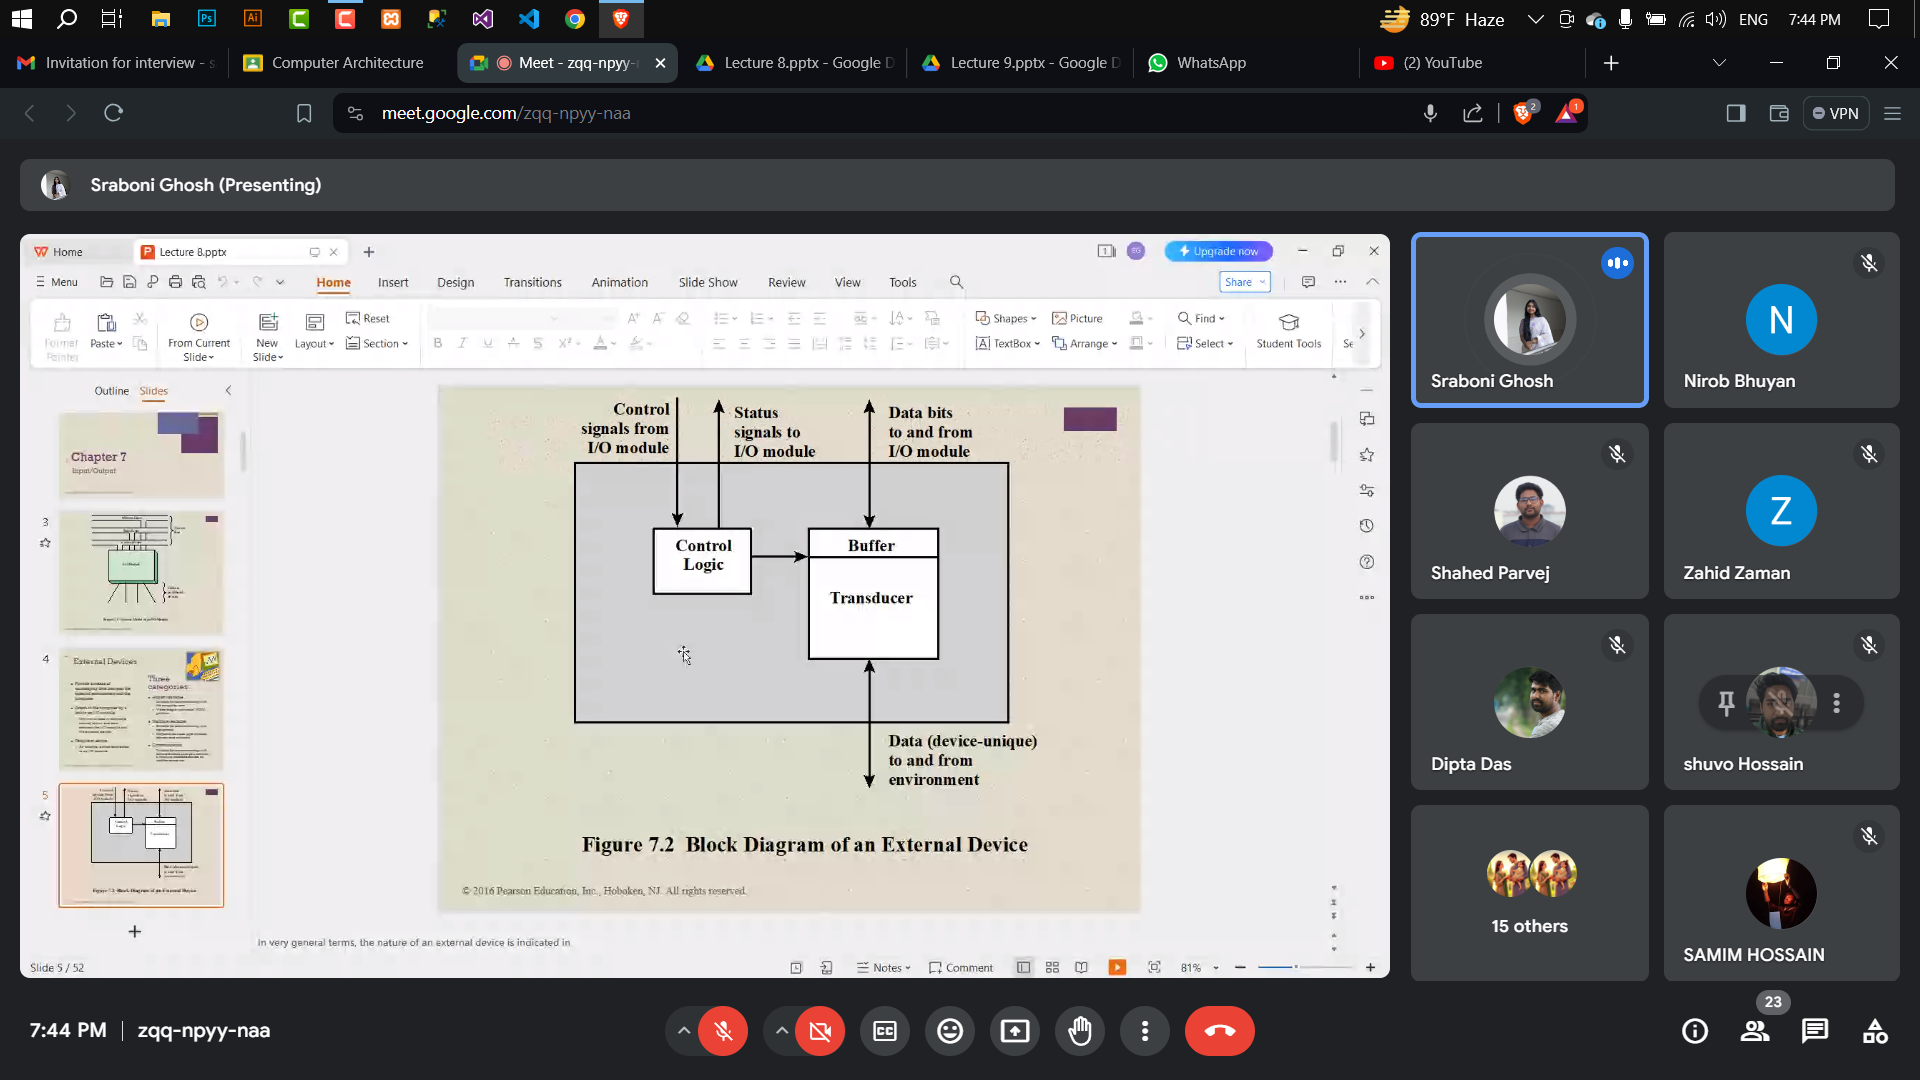 89°F Haze
ENG
7:44 PM
Invitation for interview - s
Computer Architecture
Meet - zqq-npyy-
Lecture 8.pptx - Google D
Lecture 9.pptx - Google D
WhatsApp
(2) YouTube
meet.google.com/zqq-npyy-naa
2
1
VPN
Sraboni Ghosh (Presenting)
Home
Lecture 8.pptx
Upgrade now
Menu
Home
Insert
Design
Transitions
Animation
Slide Show
Review
View
Tools
Share
Format
Painter
Paste
From Current
Slide
New
Slide
Layout
Reset
Section
Shapes
Picture
TextBox
Arrange
Find
Select
Student Tools
Se
Outline
Slides
Chapter 7
Input/Output
3
4
External Devices
Three
categories
5
Control
signals from
I/O module
Status
signals to
I/O module
Data bits
to and from
I/O module
Control
Logic
Buffer
Transducer
Data (device-unique)
to and from
environment
Figure 7.2 Block Diagram of an External Device
© 2016 Pearson Education, Inc., Hoboken, NJ. All rights reserved.
In very general terms, the nature of an external device is indicated in
Slide 5 / 52
Notes
Comment
81%
Sraboni Ghosh
N
Nirob Bhuyan
Shahed Parvej
Z
Zahid Zaman
Dipta Das
shuvo Hossain
15 others
SAMIM HOSSAIN
7:44 PM
zqq-npyy-naa
23